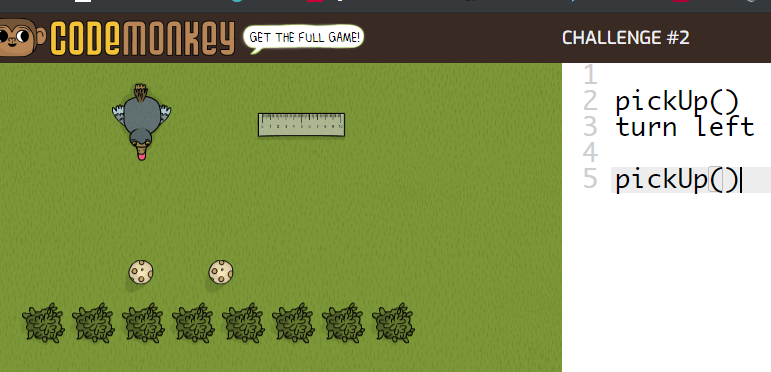 CODEMONKEY
GET THE FULL GAME!
CHALLENGE #2
1
2 pickUp()
3 turn left
4
5 pickUp()